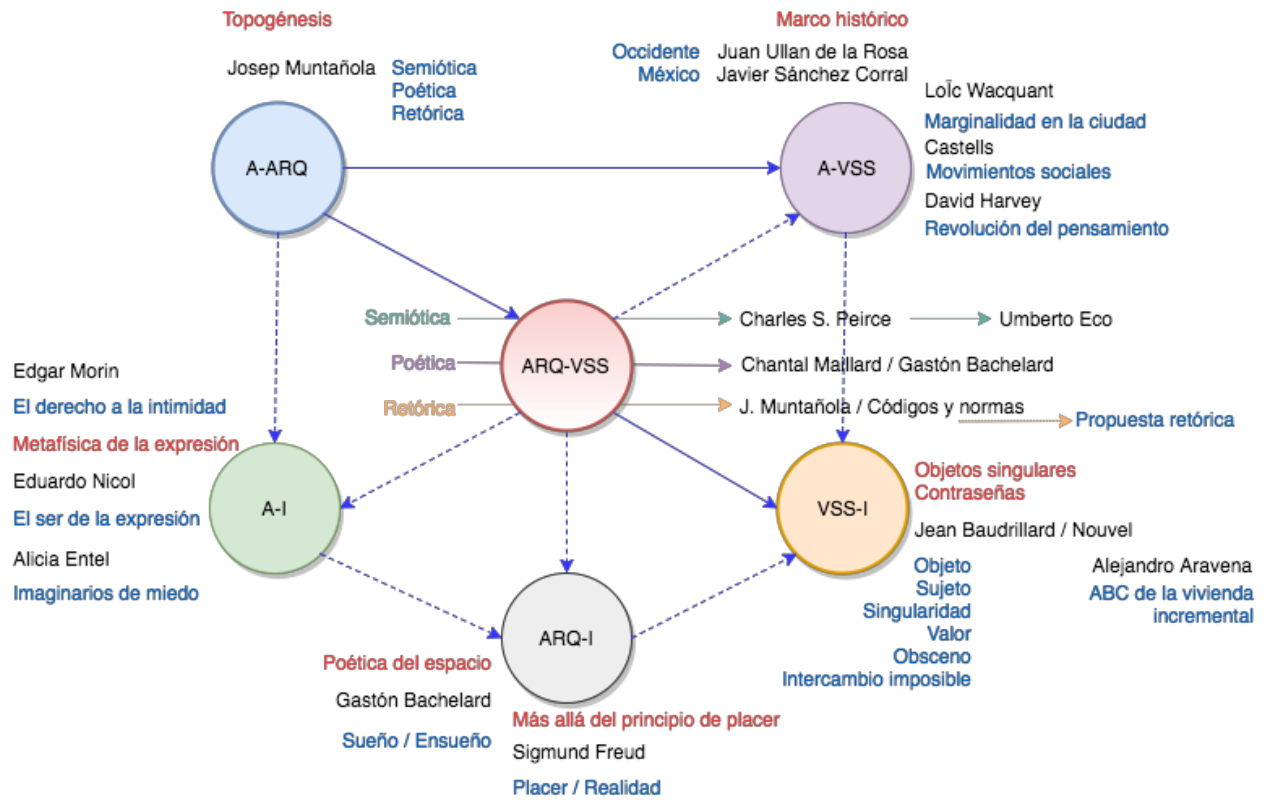 Topogénesis
Marco histórico
Josep Muntañola
Semiótica
Poética
Retórica
Occidente
México
Juan Ullan de la Rosa
Javier Sánchez Corral
A-ARQ
A-VSS
LoÎc Wacquant
Marginalidad en la ciudad
Castells
Movimientos sociales
David Harvey
Revolución del pensamiento
Semiótica
Poética
Retórica
ARQ-VSS
Charles S. Peirce
Umberto Eco
Chantal Maillard / Gastón Bachelard
J. Muntañola / Códigos y normas
Propuesta retórica
Edgar Morin
El derecho a la intimidad
Metafísica de la expresión
Eduardo Nicol
El ser de la expresión
Alicia Entel
Imaginarios de miedo
A-I
VSS-I
Objetos singulares
Contraseñas
Jean Baudrillard / Nouvel
Objeto
Sujeto
Singularidad
Valor
Obsceno
Intercambio imposible
Alejandro Aravena
ABC de la vivienda
incremental
ARQ-I
Poética del espacio
Gastón Bachelard
Sueño / Ensueño
Más allá del principio de placer
Sigmund Freud
Placer / Realidad